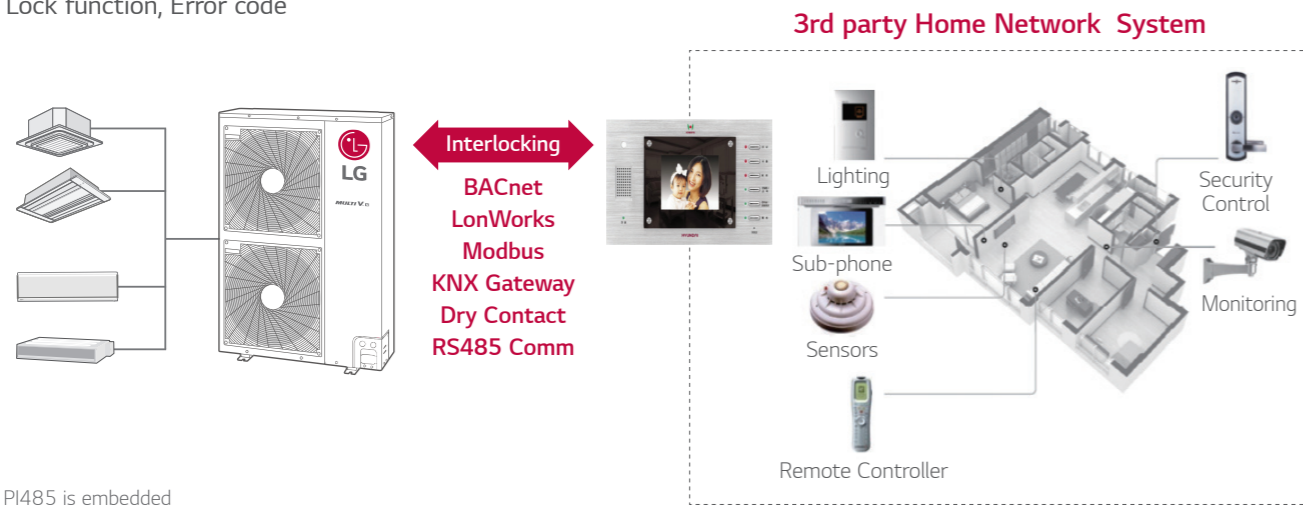 Lock function, Error code
3rd party Home Network System
LG
MULTI V
Interlocking
BACnet
LonWorks
Modbus
KNX Gateway
Dry Contact
RS485 Comm
Lighting
Sub-phone
Sensors
Remote Controller
Security
Control
Monitoring
PI485 is embedded